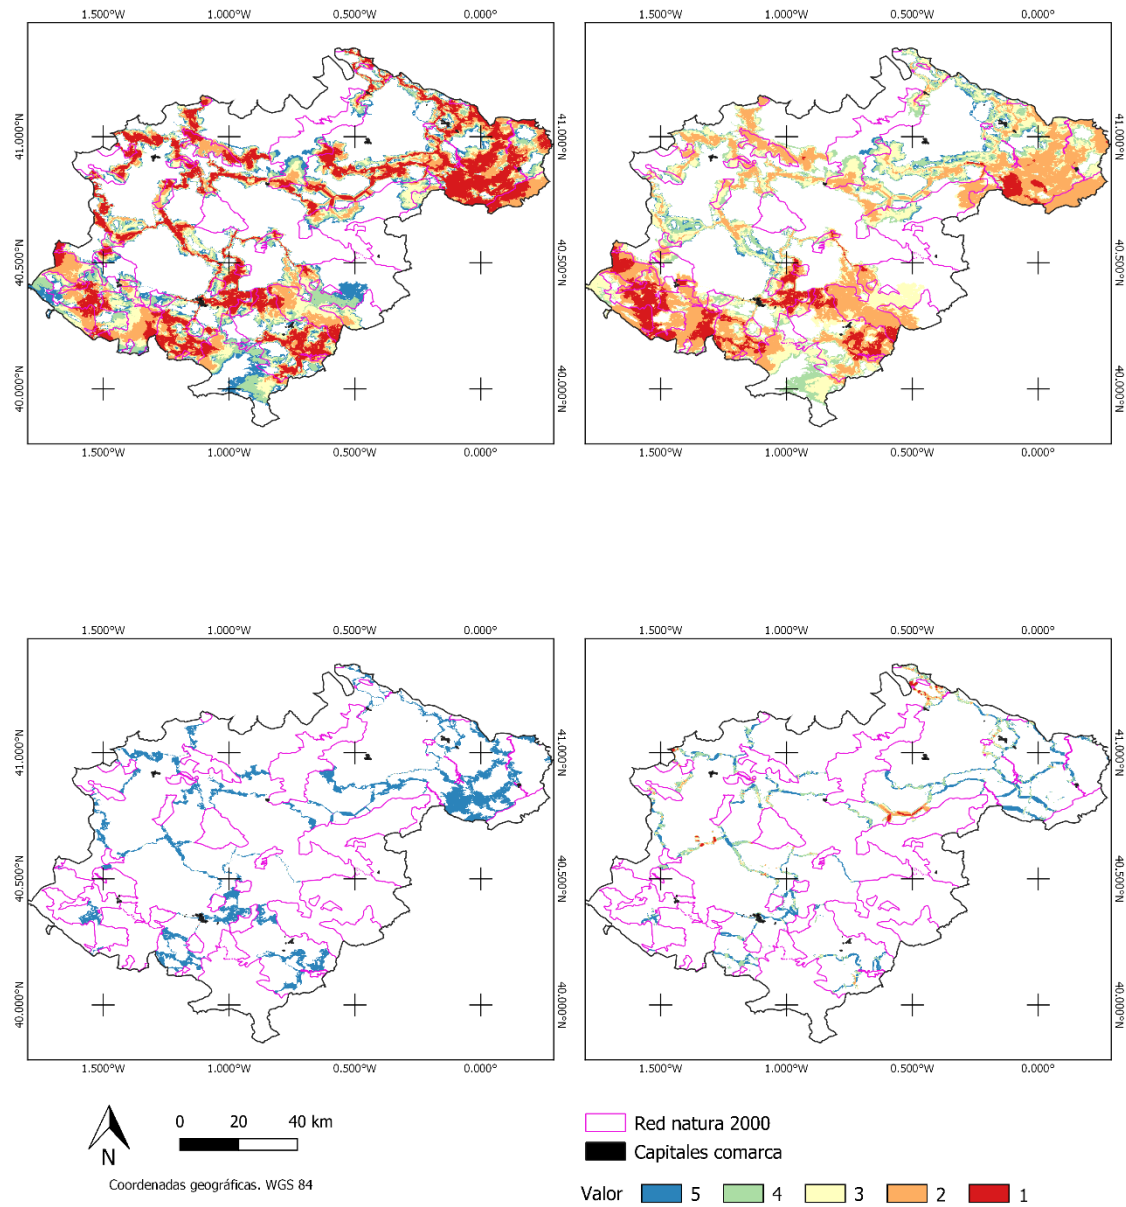 1.500°W 1.000°W 0.500°W 0.000°
1.500°W 1.000°W 0.500°W 0.000°
41.000°N 41.000°N 41.000°N 41.000°N
40.500°N 40.500°N 40.500°N 40.500°N
40.000°N 40.000°N 40.000°N 40.000°N
1.500°W 1.000°W 0.500°W 0.000°
1.500°W 1.000°W 0.500°W 0.000°
1.500°W 1.000°W 0.500°W 0.000°
1.500°W 1.000°W 0.500°W 0.000°
41.000°N 41.000°N 41.000°N 41.000°N
40.500°N 40.500°N 40.500°N 40.500°N
40.000°N 40.000°N 40.000°N 40.000°N
1.500°W 1.000°W 0.500°W 0.000°
1.500°W 1.000°W 0.500°W 0.000°
0 20 40 km
N
Coordenadas geográficas. WGS 84
Red natura 2000
Capitales comarca
Valor 5 4 3 2 1